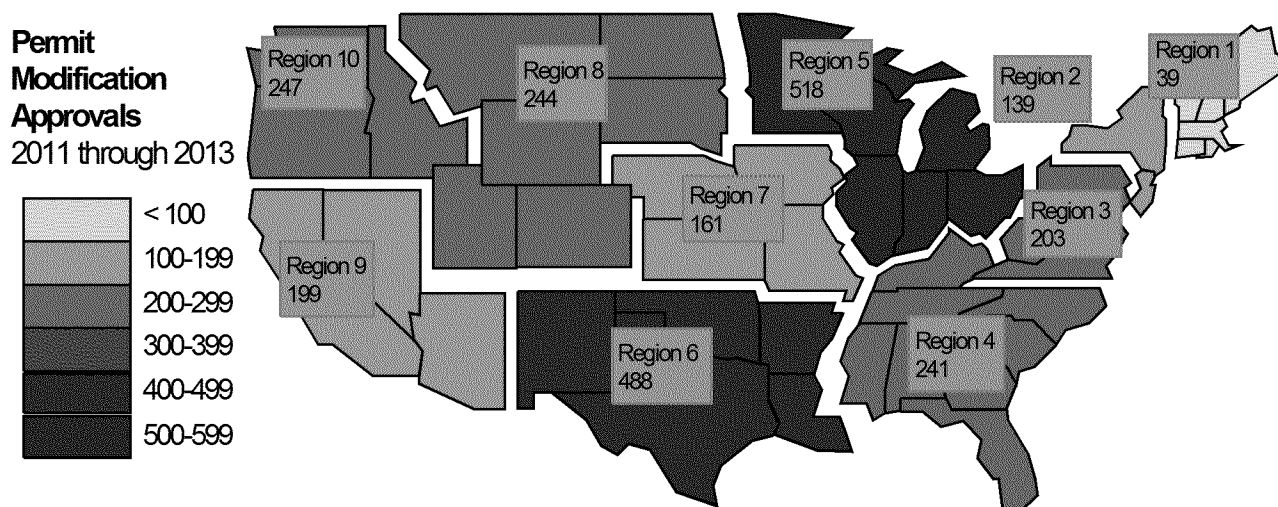 Permit
Modification
Approvals
2011 through 2013
< 100
100-199
200-299
300-399
400-499
500-599
Region 10
247
Region 8
244
Region 5
518
Region 2
139
Region 1
39
Region 7
161
Region 3
203
Region 9
199
Region 6
488
Region 4
241